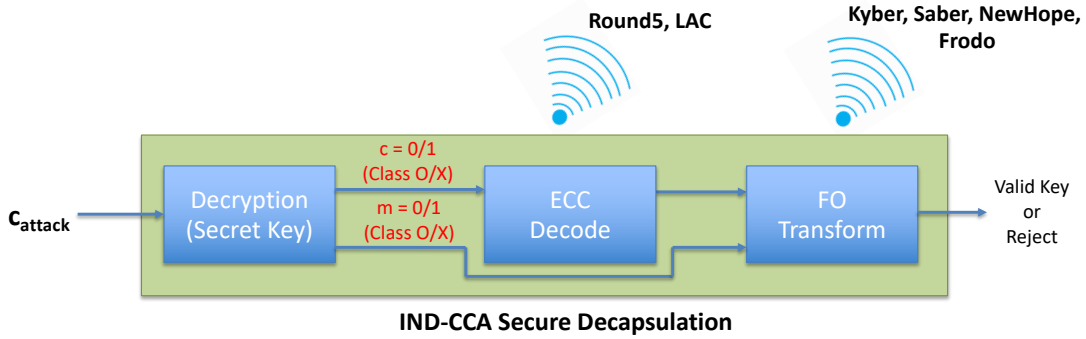 Round5, LAC
Kyber, Saber, NewHope,
Frodo
c = 0/1
(Class O/X)
m = 0/1
(Class O/X)
c_attack
Decryption
(Secret Key)
ECC
Decode
FO
Transform
Valid Key
or
Reject
IND-CCA Secure Decapsulation